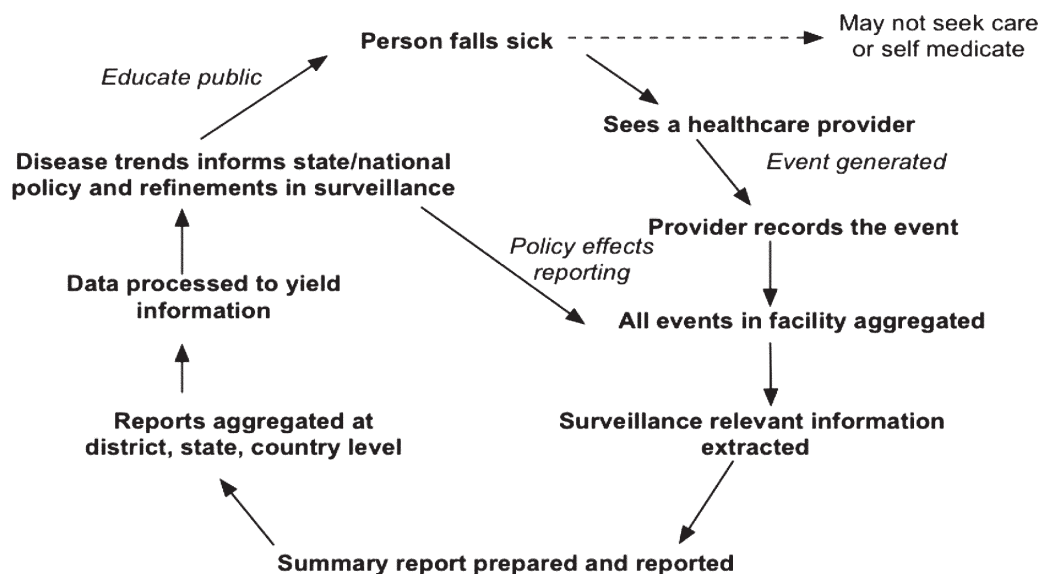 Person falls sick
May not seek care
or self medicate
Educate public
Sees a healthcare provider
Event generated
Disease trends informs state/national
policy and refinements in surveillance
Provider records the event
Policy effects
reporting
Data processed to yield
information
All events in facility aggregated
Reports aggregated at
district, state, country level
Surveillance relevant information
extracted
Summary report prepared and reported